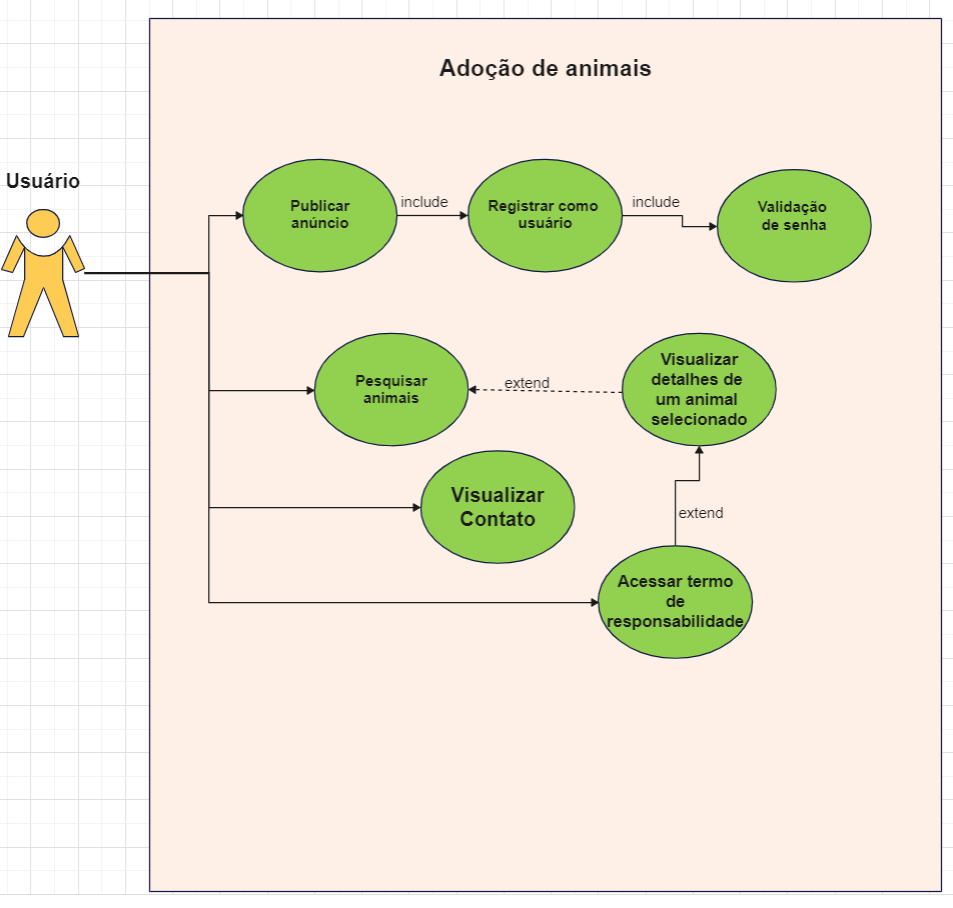 Adoção de animais
Usuário
Publicar
anúncio
include
Registrar como
usuário
include
Validação
de senha
Pesquisar
animais
extend
Visualizar
detalhes de
um animal
selecionado
Visualizar
Contato
extend
Acessar termo
de
responsabilidade